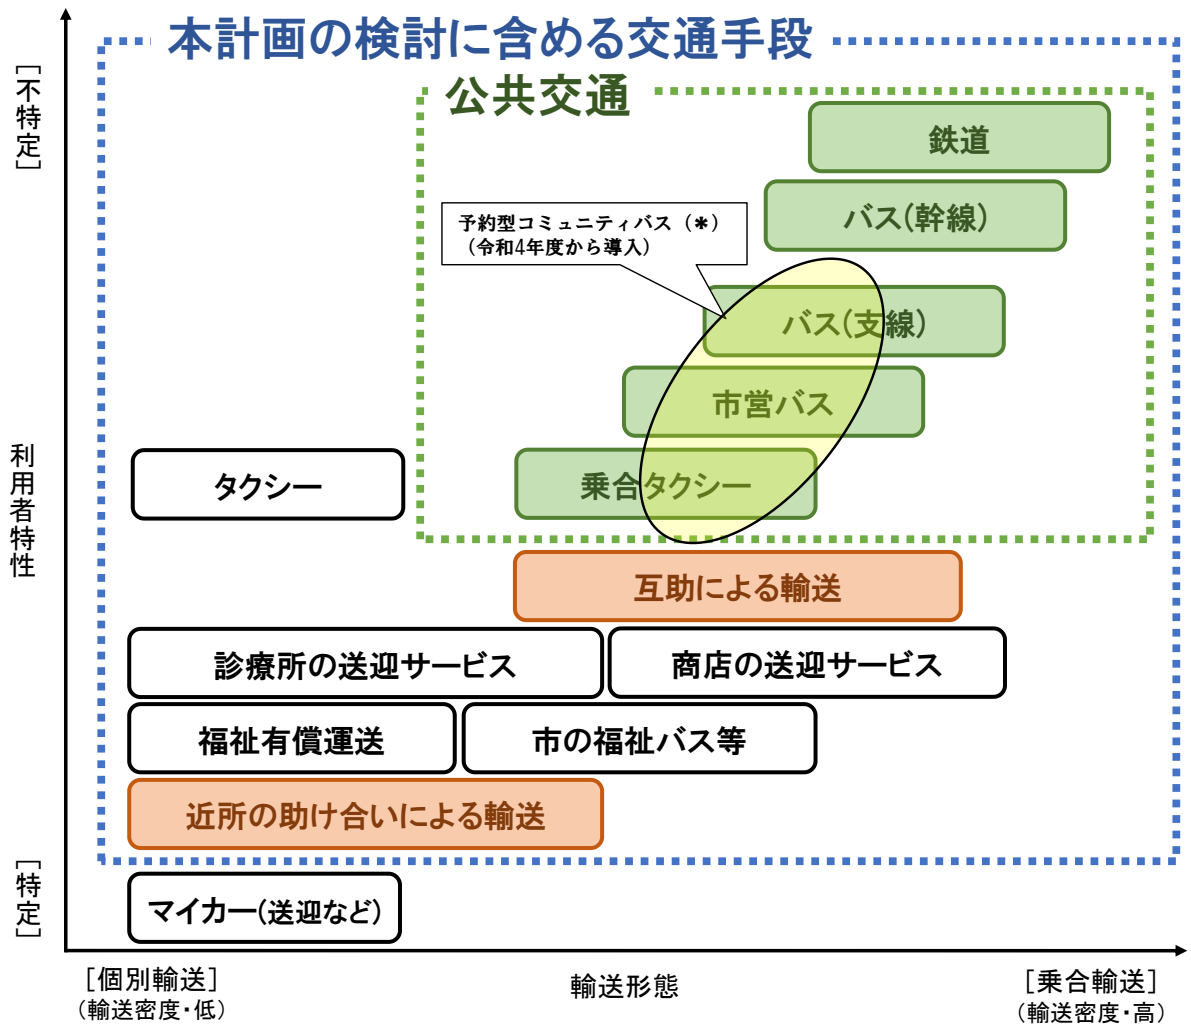 本計画の検討に含める交通手段
公共交通
[不特定]
鉄道
バス(幹線)
予約型コミュニティバス（＊）
（令和4年度から導入）
バス(支線)
市営バス
利用者特性
タクシー
乗合タクシー
互助による輸送
診療所の送迎サービス
商店の送迎サービス
福祉有償運送
市の福祉バス等
近所の助け合いによる輸送
[特定]
マイカー(送迎など)
[個別輸送]
(輸送密度・低)
輸送形態
[乗合輸送]
(輸送密度・高)